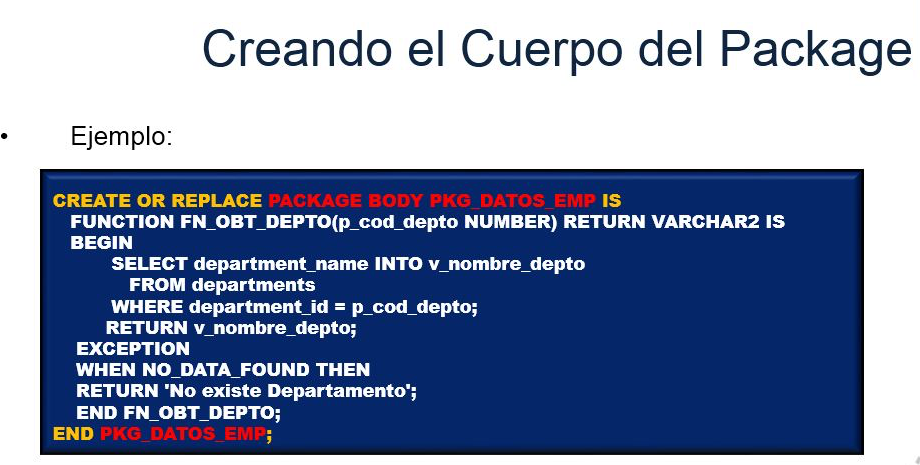 Creando el Cuerpo del Package
• Ejemplo:
CREATE OR REPLACE PACKAGE BODY PKG_DATOS_EMP IS
FUNCTION FN_OBT_DEPTO(p_cod_depto NUMBER) RETURN VARCHAR2 IS
BEGIN
SELECT department_name INTO v_nombre_depto
FROM departments
WHERE department_id = p_cod_depto;
RETURN v_nombre_depto;
EXCEPTION
WHEN NO_DATA_FOUND THEN
RETURN 'No existe Departamento';
END FN_OBT_DEPTO;
END PKG_DATOS_EMP;